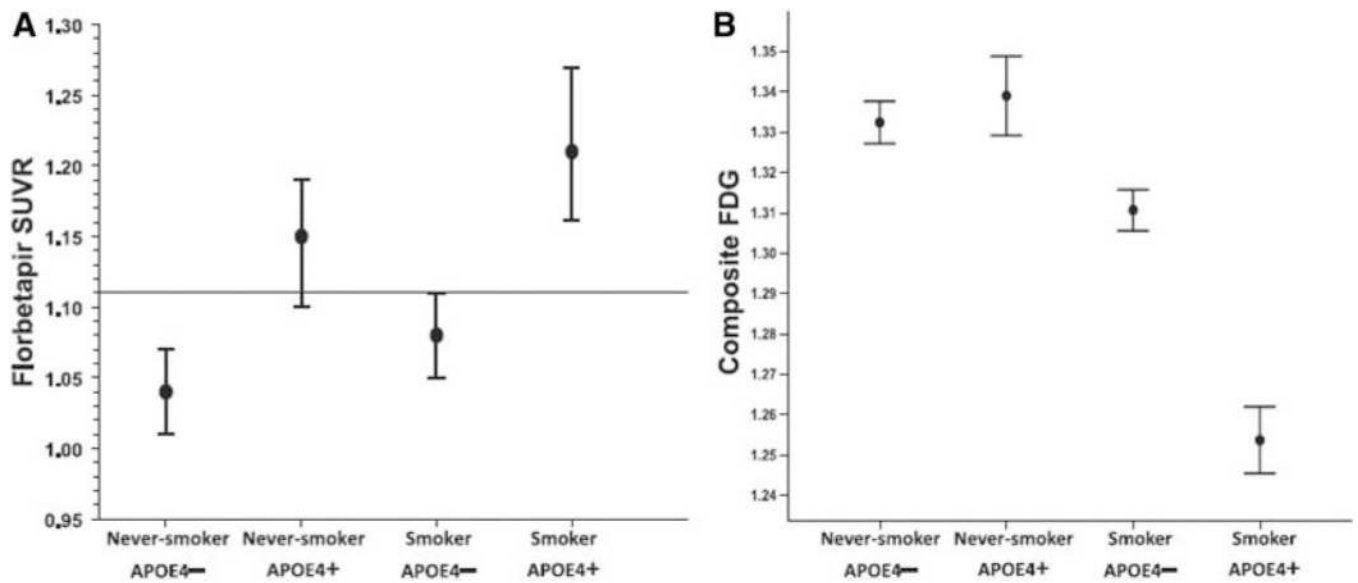 A
Florbetapir SUVR
1.30
1.25
1.20
1.15
1.10
1.05
1.00
0.95
Never-smoker Never-smoker Smoker Smoker
APOE4– APOE4+ APOE4– APOE4+
B
Composite FDG
1.35
1.34
1.33
1.32
1.31
1.30
1.29
1.28
1.27
1.26
1.25
1.24
Never-smoker Never-smoker Smoker Smoker
APOE4– APOE4+ APOE4– APOE4+